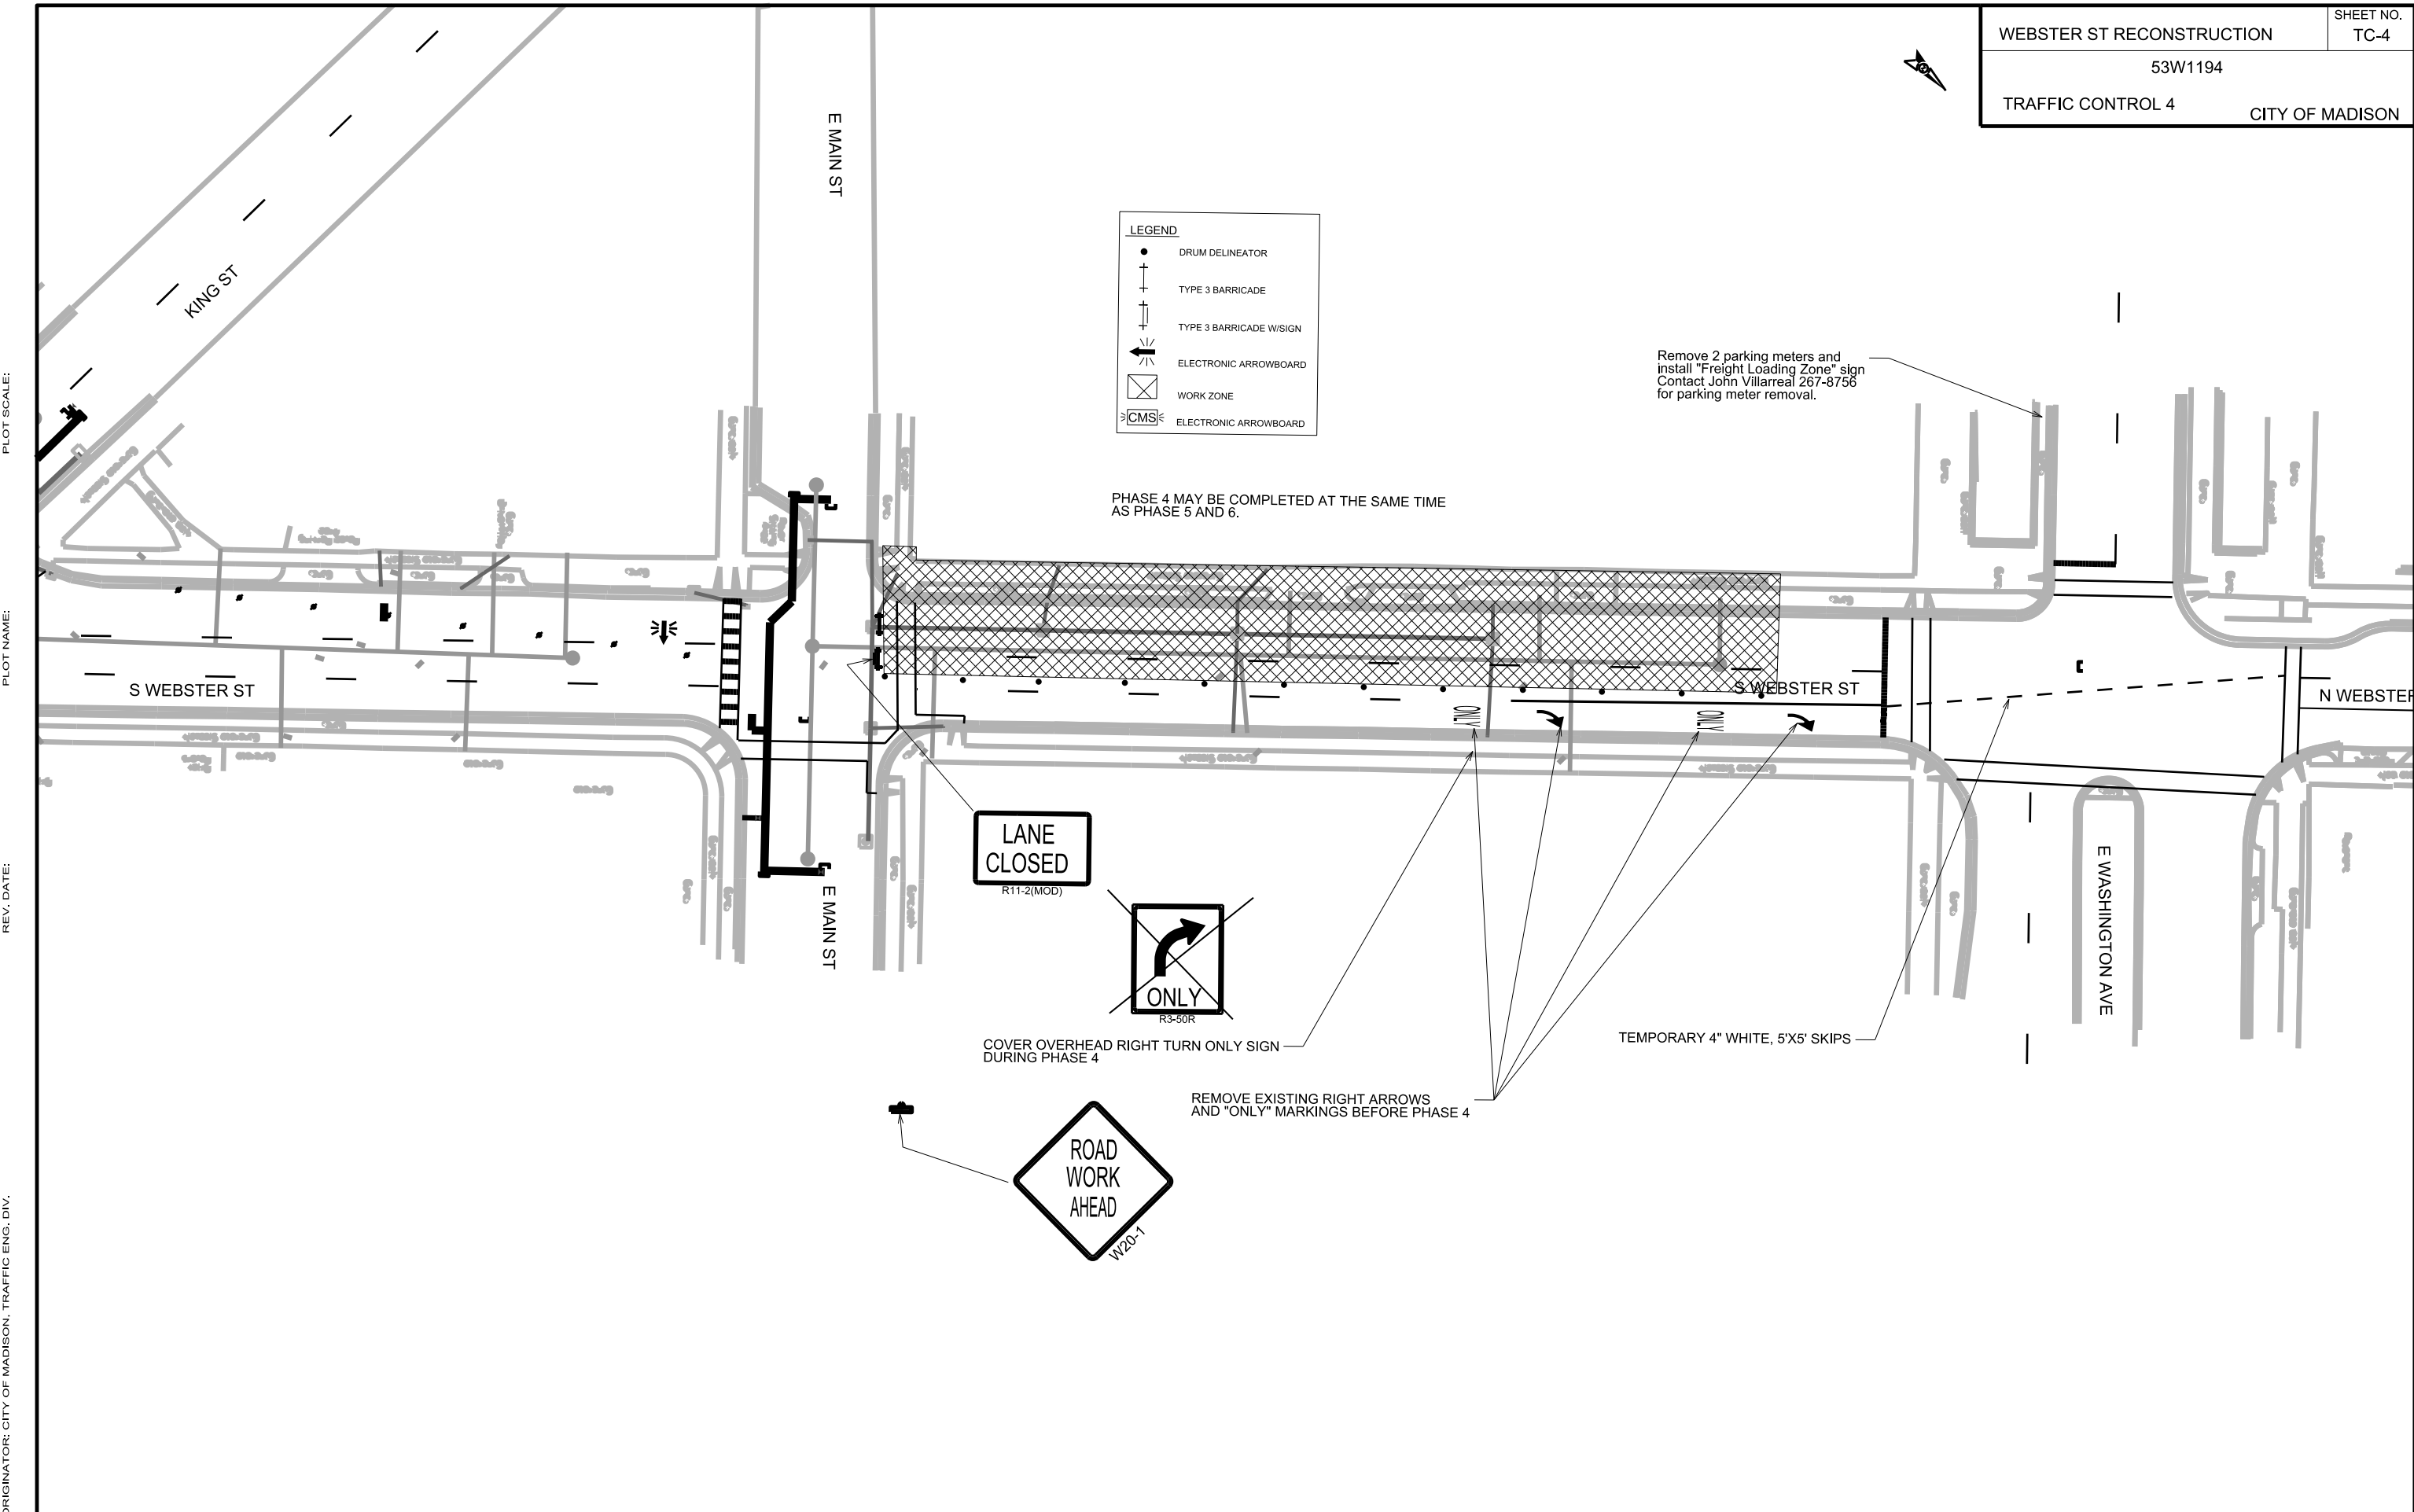 WEBSTER ST RECONSTRUCTION
SHEET NO.
TC-4
53W1194
TRAFFIC CONTROL 4
CITY OF MADISON
PLOT SCALE:
PLOT NAME:
REV. DATE:
ORIGINATOR: CITY OF MADISON, TRAFFIC ENG. DIV.
KING ST
E MAIN ST
LEGEND
DRUM DELINEATOR
TYPE 3 BARRICADE
TYPE 3 BARRICADE W/SIGN
ELECTRONIC ARROWBOARD
WORK ZONE
CMS
ELECTRONIC ARROWBOARD
Remove 2 parking meters and
install "Freight Loading Zone" sign
Contact John Villarreal 267-8756
for parking meter removal.
PHASE 4 MAY BE COMPLETED AT THE SAME TIME
AS PHASE 5 AND 6.
S WEBSTER ST
S WEBSTER ST
N WEBSTER
ONLY
ONLY
LANE
CLOSED
R11-2(MOD)
E MAIN ST
E WASHINGTON AVE
ONLY
R3-50R
COVER OVERHEAD RIGHT TURN ONLY SIGN
DURING PHASE 4
TEMPORARY 4" WHITE, 5'X5' SKIPS
REMOVE EXISTING RIGHT ARROWS
AND "ONLY" MARKINGS BEFORE PHASE 4
ROAD
WORK
AHEAD
W20-1